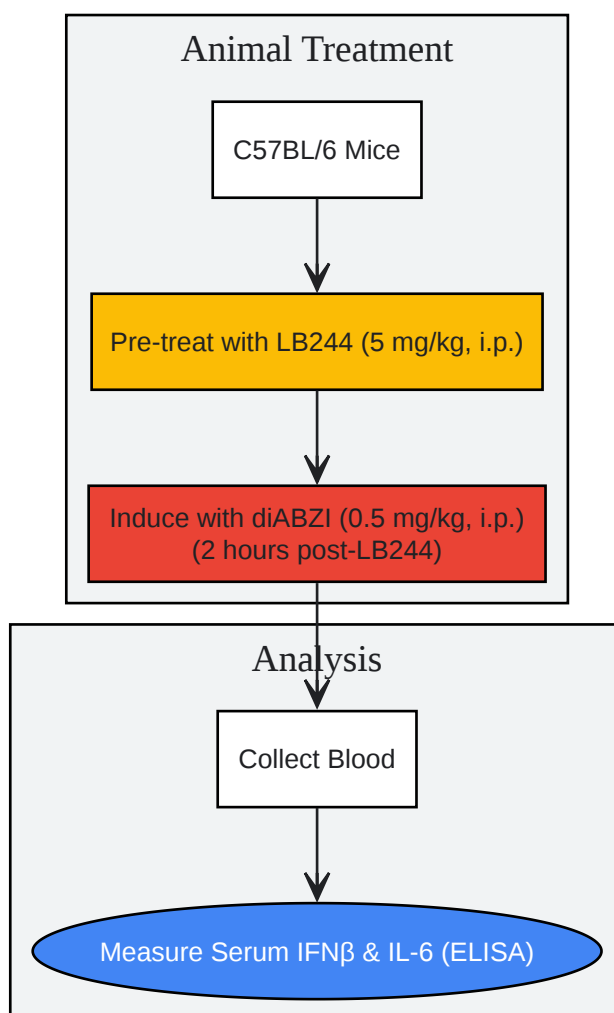 Animal Treatment
C57BL/6 Mice
Pre-treat with LB244 (5 mg/kg, i.p.)
Induce with diABZI (0.5 mg/kg, i.p.)
(2 hours post-LB244)
Analysis
Collect Blood
Measure Serum IFNβ & IL-6 (ELISA)